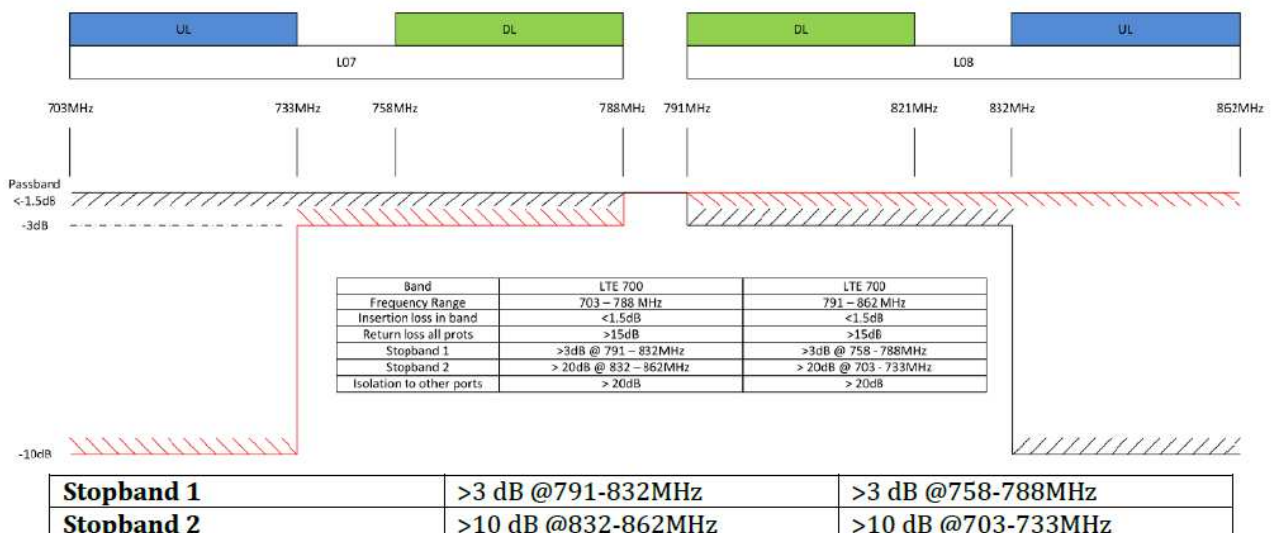 UL DL DL UL
L07 L08
703MHz 733MHz 758MHz 788MHz 791MHz 821MHz 832MHz 862MHz
Passband
<-1.5dB
-3dB
Band LTE 700 LTE 700
Frequency Range 703 – 788 MHz 791 – 862 MHz
Insertion loss in band <1.5dB <1.5dB
Return loss all prots >15dB >15dB
Stopband 1 >3dB @ 791 – 832MHz >3dB @ 758 - 788MHz
Stopband 2 > 20dB @ 832 – 862MHz > 20dB @ 703 - 733MHz
Isolation to other ports > 20dB > 20dB
-10dB
Stopband 1 >3 dB @791-832MHz >3 dB @758-788MHz
Stopband 2 >10 dB @832-862MHz >10 dB @703-733MHz